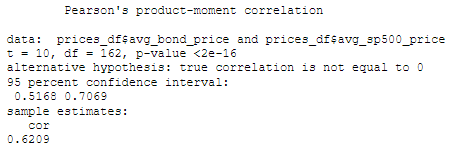 Pearson's product-moment correlation
data: prices_df$avg_bond_price and prices_df$avg_sp500_price
t = 10, df = 162, p-value <2e-16
alternative hypothesis: true correlation is not equal to 0
95 percent confidence interval:
0.5168 0.7069
sample estimates:
cor
0.6209